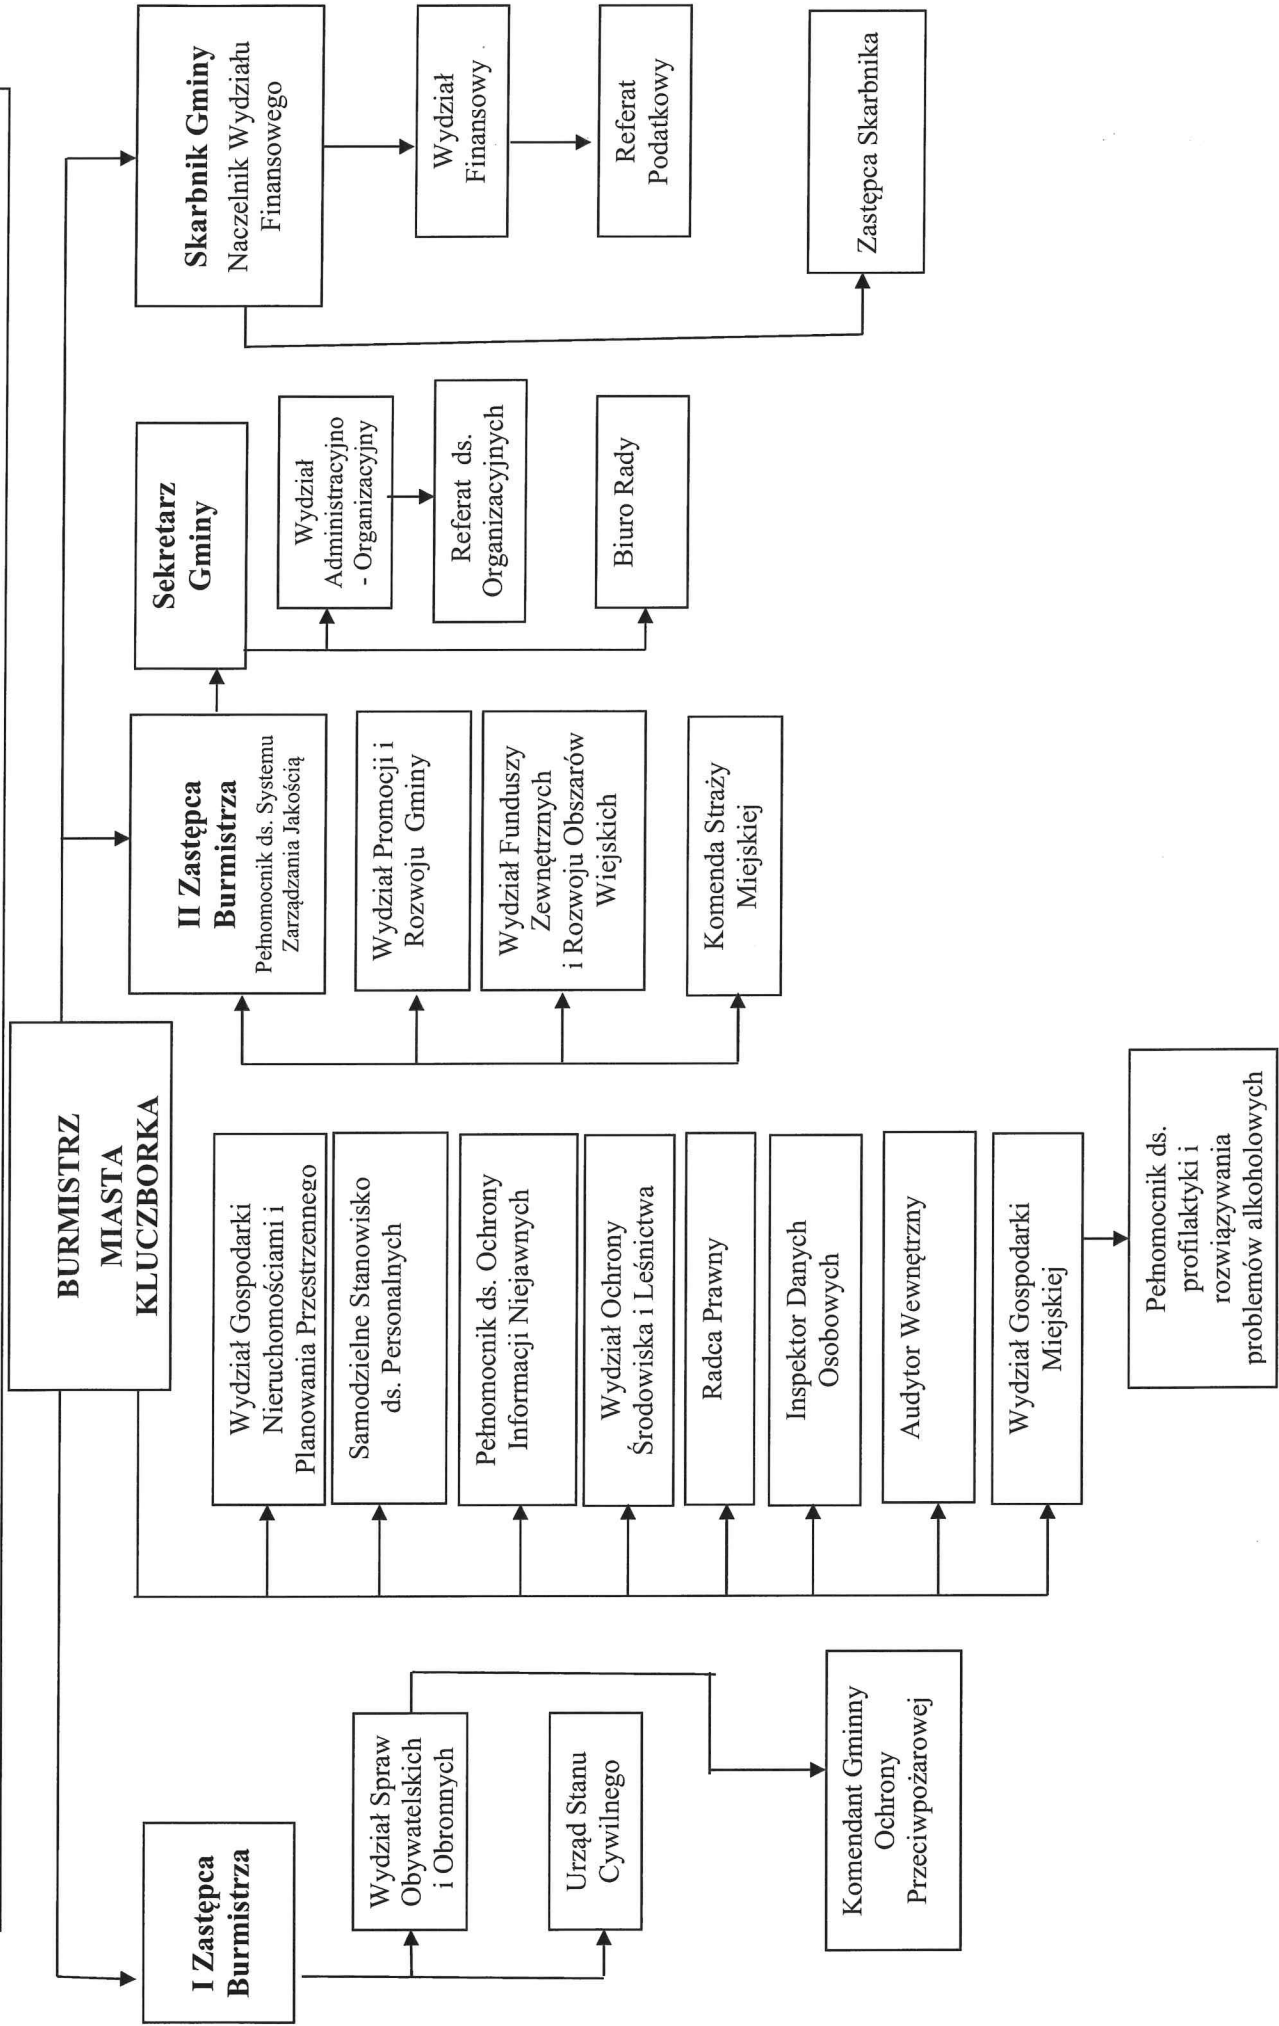 BURMISTRZ
MIASTA
KLUCZBORKA
I Zastępca
Burmistrza
Wydział Spraw
Obywatelskich
i Obronnych
Urząd Stanu
Cywilnego
Komendant Gminny
Ochrony
Przeciwpożarowej
Wydział Gospodarki
Nieruchomościami i
Planowania Przestrzennego
Samodzielne Stanowisko
ds. Personalnych
Pełnomocnik ds. Ochrony
Informacji Niejawnych
Wydział Ochrony
Środowiska i Leśnictwa
Radca Prawny
Inspektor Danych
Osobowych
Audytor Wewnętrzny
Wydział Gospodarki
Miejskiej
Pełnomocnik ds.
profilaktyki i
rozwiązywania
problemów alkoholowych
II Zastępca
Burmistrza
Pełnomocnik ds. Systemu
Zarządzania Jakością
Wydział Promocji i
Rozwoju Gminy
Wydział Funduszy
Zewnętrznych
i Rozwoju Obszarów
Wiejskich
Komenda Straży
Miejskiej
Sekretarz
Gminy
Wydział
Administracyjno
- Organizacyjny
Referat ds.
Organizacyjnych
Biuro Rady
Skarbnik Gminy
Naczelnik Wydziału
Finansowego
Wydział
Finansowy
Referat
Podatkowy
Zastępca Skarbnika